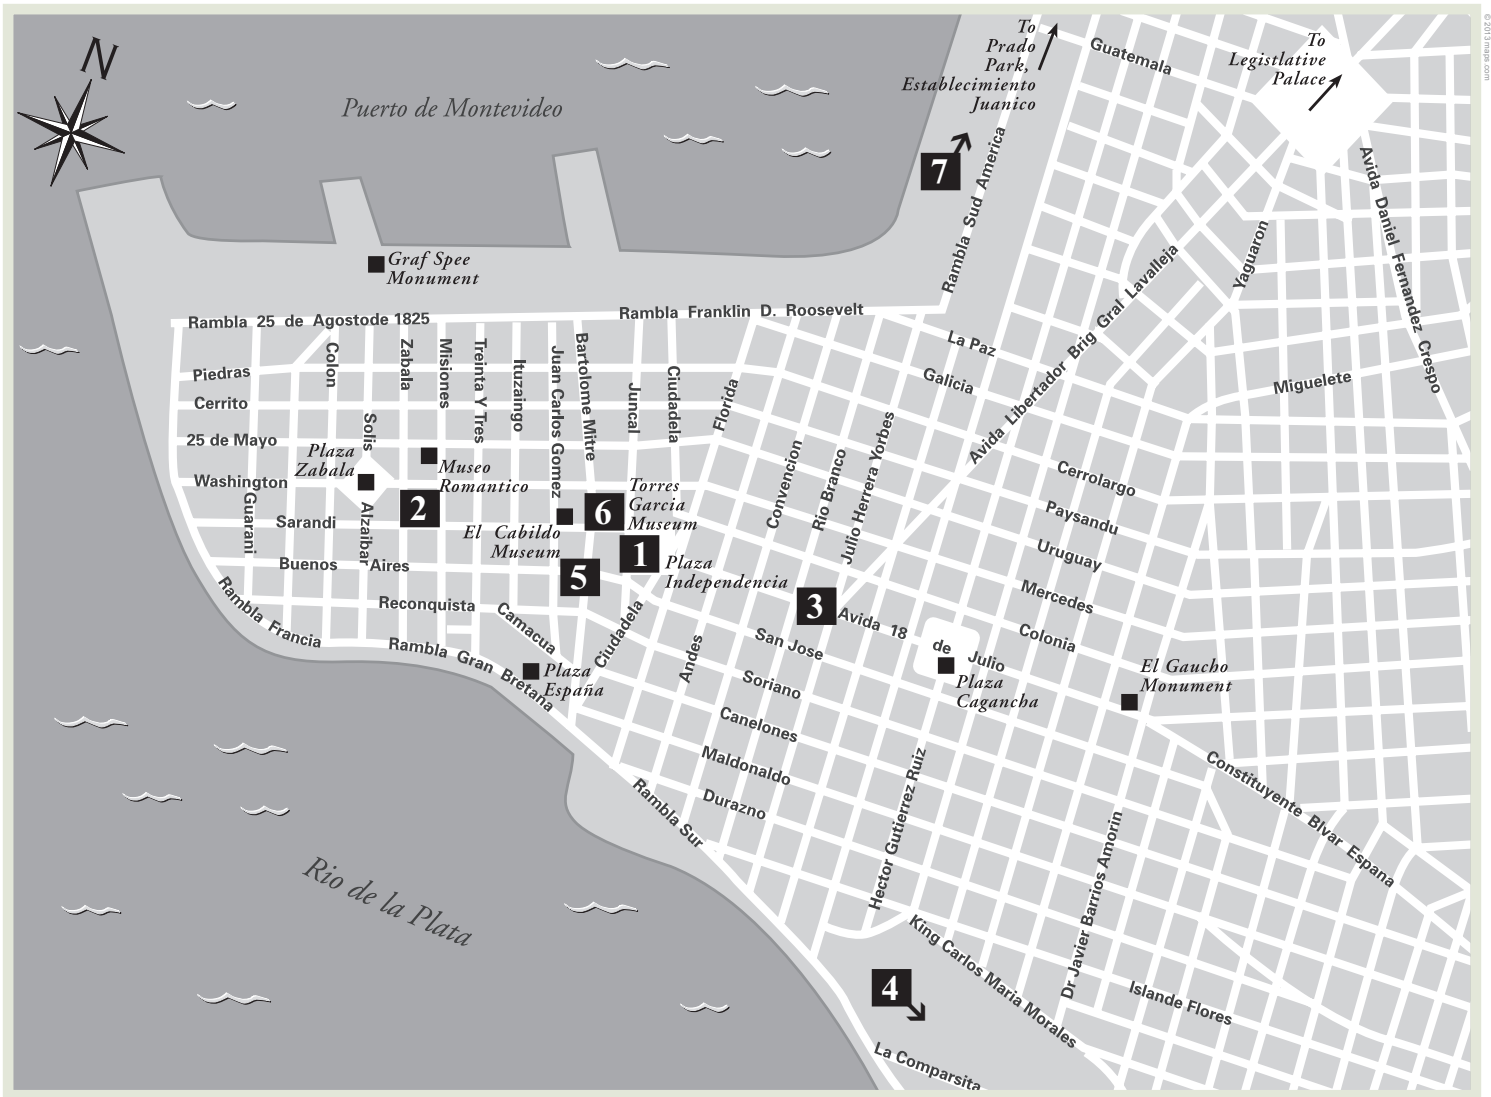 © 2013 maps.com
N
Puerto de Montevideo
To
Prado
Park,
Establecimiento
Juanico
Guatemala
To
Legistlative
Palace
7
Rambla Sud America
Avida Daniel Fernandez Crespo
Yaguaron
Avida Libertador Brig Gral Lavalleja
Graf Spee
Monument
Rambla 25 de Agostode 1825
Rambla Franklin D. Roosevelt
La Paz
Galicia
Miguelete
Piedras
Cerrito
25 de Mayo
Washington
Sarandi
Buenos Aires
Reconquista
Guarani
Colon
Solis
Alzaibar
Zabala
Misiones
Treinta Y Tres
Ituzaingo
Juan Carlos Gomez
Bartolome Mitre
Juncal
Ciudadela
Florida
Convencion
Rio Branco
Julio Herrera Yorbes
Plaza
Zabala
Museo
Romantico
2
El Cabildo
Museum
6
Torres
Garcia
Museum
1
Plaza
Independencia
5
3
Cerrolargo
Paysandu
Uruguay
Mercedes
Colonia
Avida 18 de Julio
Plaza
Cagancha
El Gaucho
Monument
Rambla Francia
Rambla Gran Bretana
Camacua
Ciudadela
Plaza
España
Andes
San Jose
Soriano
Canelones
Maldonaldo
Durazno
Rambla Sur
Hector Gutierrez Ruiz
Dr Javier Barrios Amorin
Constituyente Blvar Espana
Rio de la Plata
King Carlos Maria Morales
Islande Flores
4
La Comparsita